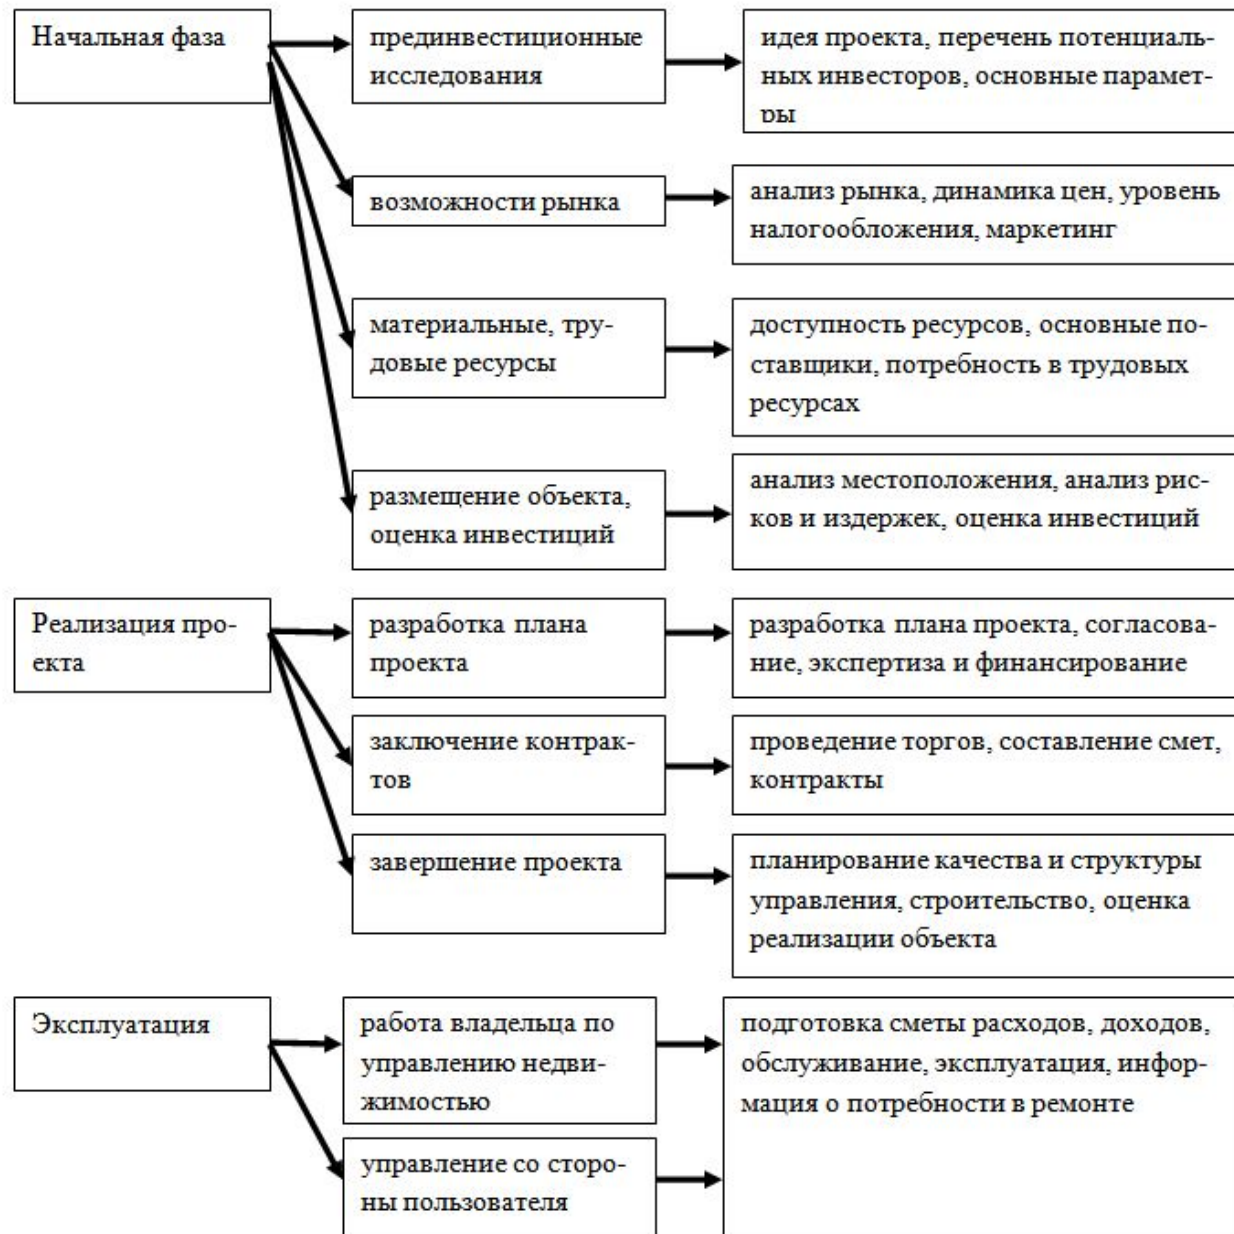 Начальная фаза
прединвестиционные
исследования
идея проекта, перечень потенциаль-
ных инвесторов, основные парамет-
ры
возможности рынка
анализ рынка, динамика цен, уровень
налогообложения, маркетинг
материальные, тру-
довые ресурсы
доступность ресурсов, основные по-
ставщики, потребность в трудовых
ресурсах
размещение объекта,
оценка инвестиций
анализ местоположения, анализ рис-
ков и издержек, оценка инвестиций
Реализация про-
екта
разработка плана
проекта
разработка плана проекта, согласова-
ние, экспертиза и финансирование
заключение контрак-
тов
проведение торгов, составление смет,
контракты
завершение проекта
планирование качества и структуры
управления, строительство, оценка
реализации объекта
Эксплуатация
работа владельца по
управлению недви-
жимостью
подготовка сметы расходов, доходов,
обслуживание, эксплуатация, инфор-
мация о потребности в ремонте
управление со сторо-
ны пользователя